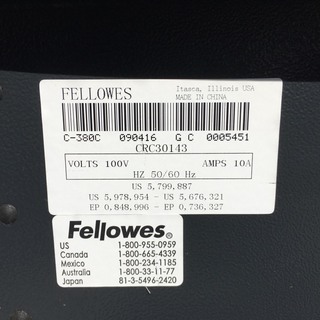 FELLOWES
Itasca, Illinois USA
MADE IN CHINA
C-380C 090416 G C 0005451
CRC30143
VOLTS 100V AMPS 10A
HZ 50/60 Hz
US 5,799,887
US 5,978,954 - US 5,676,321
EP 0,848,996 - EP 0,736,327
Fellowes®
US 1-800-955-0959
Canada 1-800-665-4339
Mexico 1-800-234-1185
Australia 1-800-33-11-77
Japan 81-3-5496-2420